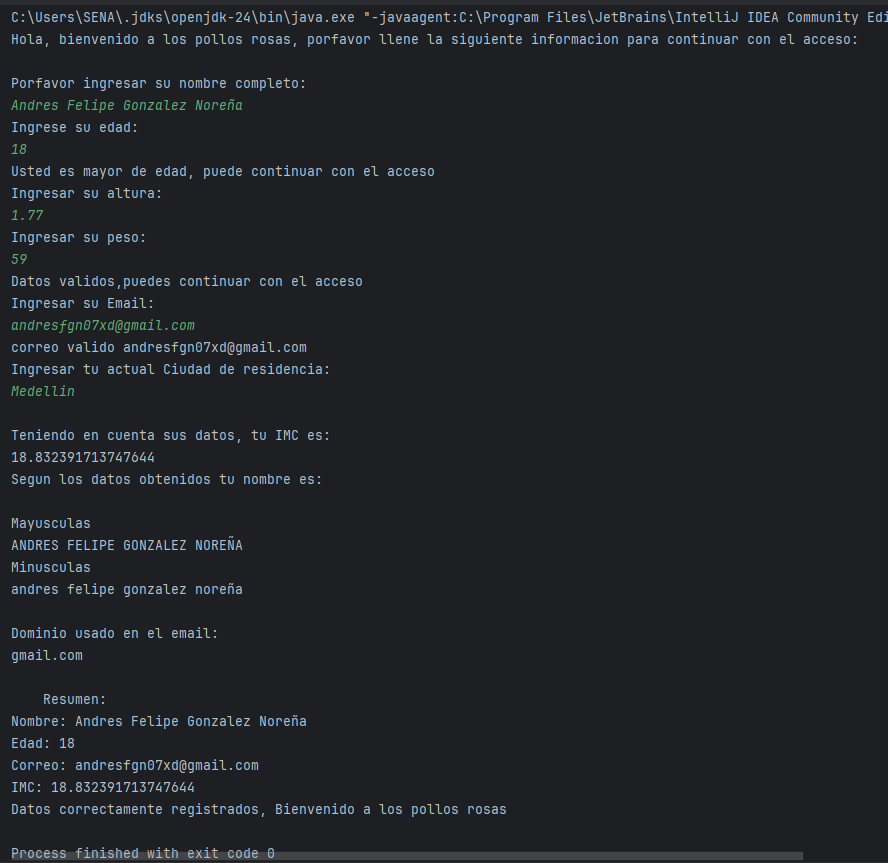 C:\Users\SENA\.jdks\openjdk-24\bin\java.exe "-javaagent:C:\Program Files\JetBrains\IntelliJ IDEA Community Edi
Hola, bienvenido a los pollos rosas, porfavor llene la siguiente informacion para continuar con el acceso:
Porfavor ingresar su nombre completo:
Andres Felipe Gonzalez Noreña
Ingrese su edad:
18
Usted es mayor de edad, puede continuar con el acceso
Ingresar su altura:
1.77
Ingresar su peso:
59
Datos validos,puedes continuar con el acceso
Ingresar su Email:
andresfgn07xd@gmail.com
correo valido andresfgn07xd@gmail.com
Ingresar tu actual Ciudad de residencia:
Medellin
Teniendo en cuenta sus datos, tu IMC es:
18.832391713747644
Segun los datos obtenidos tu nombre es:
Mayusculas
ANDRES FELIPE GONZALEZ NOREÑA
Minusculas
andres felipe gonzalez noreña
Dominio usado en el email:
gmail.com
Resumen:
Nombre: Andres Felipe Gonzalez Noreña
Edad: 18
Correo: andresfgn07xd@gmail.com
IMC: 18.832391713747644
Datos correctamente registrados, Bienvenido a los pollos rosas
Process finished with exit code 0